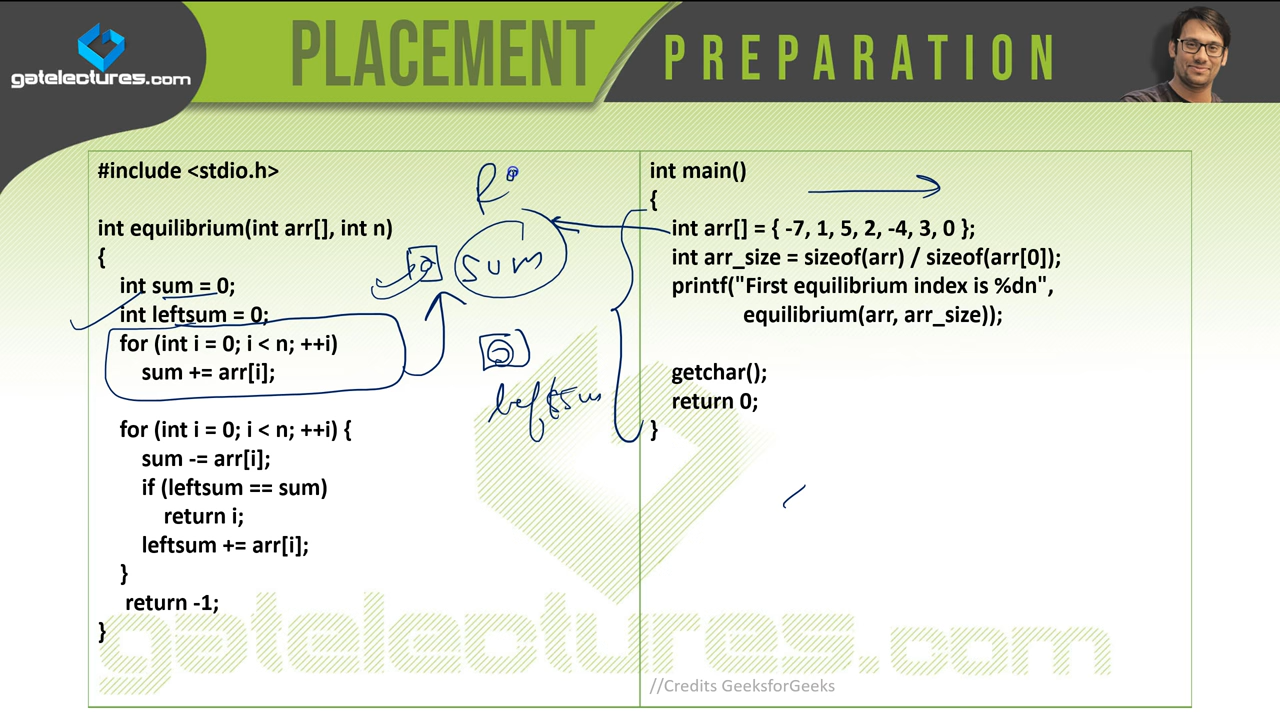 gatelectures.com
PLACEMENT PREPARATION
#include <stdio.h>
int equilibrium(int arr[], int n)
{
int sum = 0;
int leftsum = 0;
for (int i = 0; i < n; ++i)
sum += arr[i];
for (int i = 0; i < n; ++i) {
sum -= arr[i];
if (leftsum == sum)
return i;
leftsum += arr[i];
}
return -1;
}
R
sum
leftsum
int main()
{
int arr[] = { -7, 1, 5, 2, -4, 3, 0 };
int arr_size = sizeof(arr) / sizeof(arr[0]);
printf("First equilibrium index is %dn",
equilibrium(arr, arr_size));
getchar();
return 0;
}
gatelectures.com
//Credits GeeksforGeeks